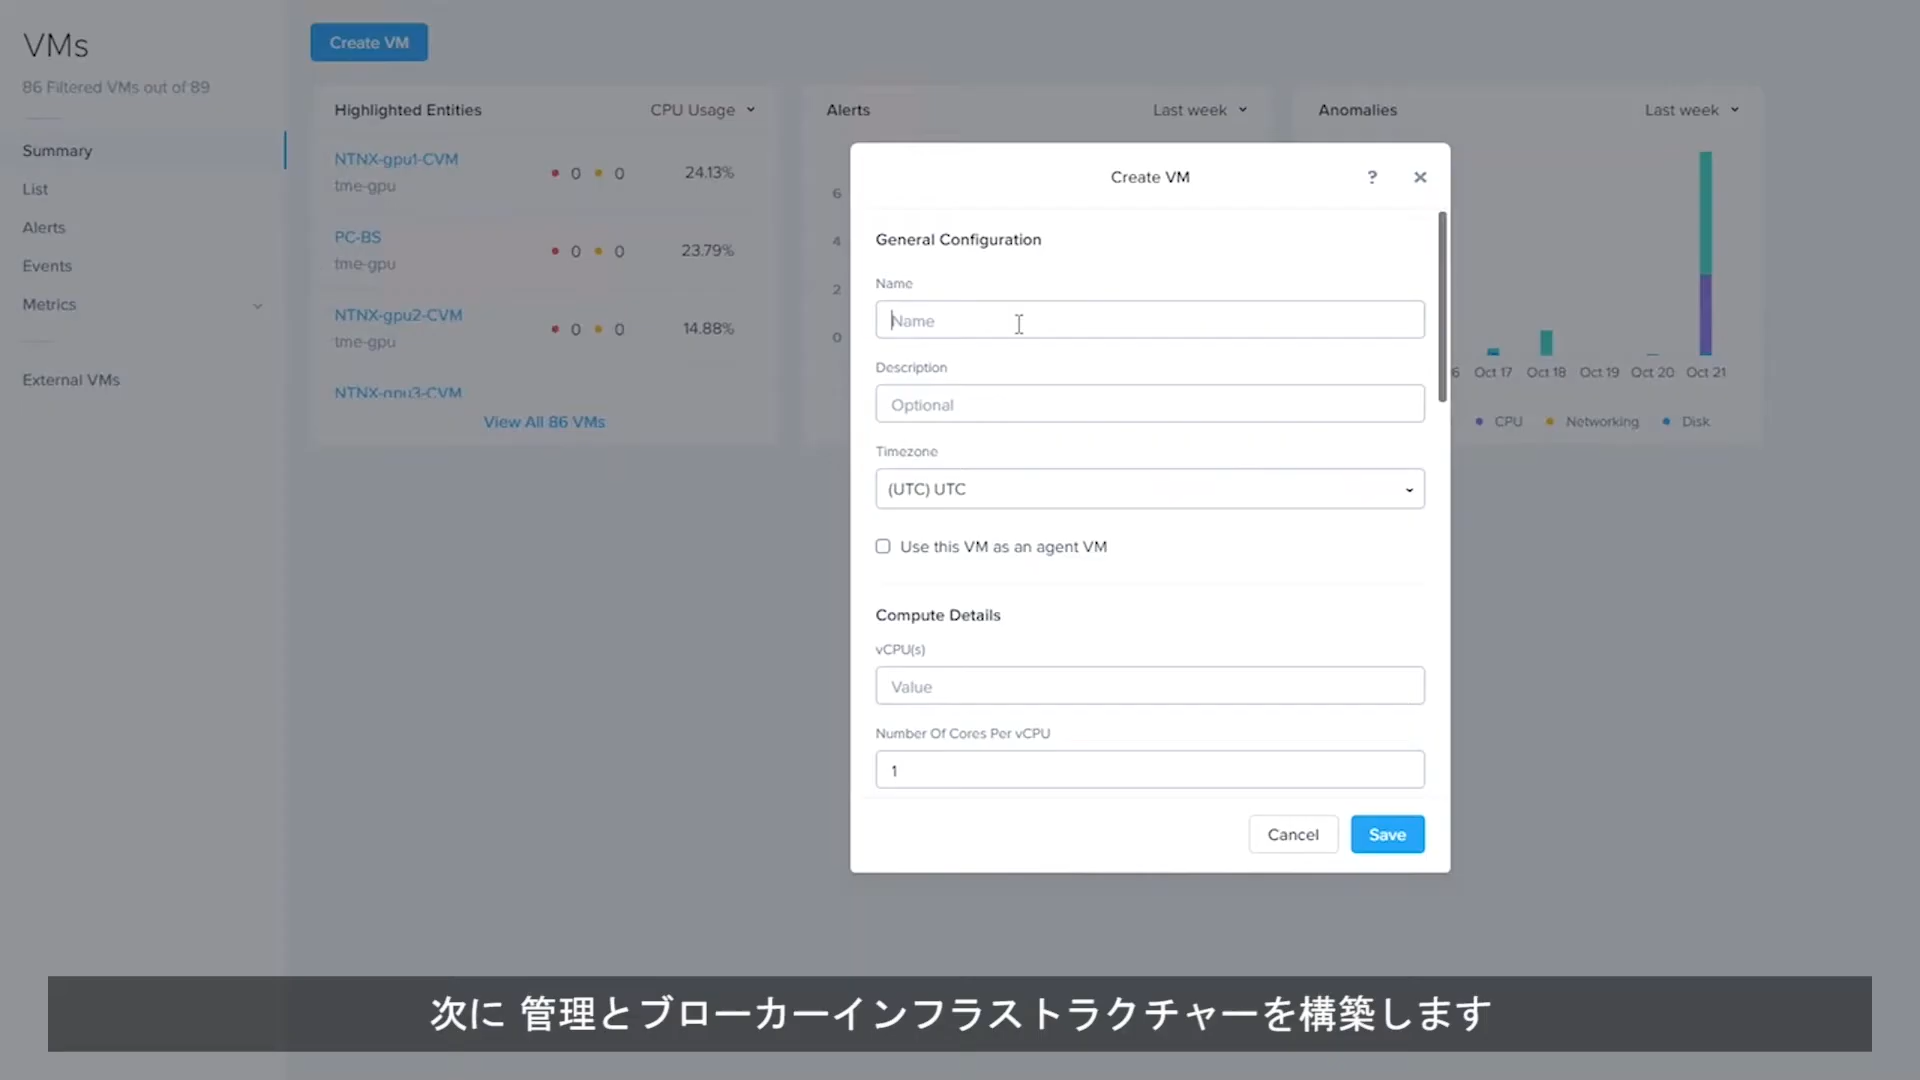 VMs
86 Filtered VMs out of 89
Summary
List
Alerts
Events
Metrics
External VMs
Create VM
Highlighted Entities
CPU Usage
NTNX-gpu1-CVM
0
0
24.13%
tme-gpu
PC-BS
0
0
23.79%
tme-gpu
NTNX-gpu2-CVM
0
0
14.88%
tme-gpu
NTNX-gpu3-CVM
View All 86 VMs
Alerts
Last week
6
4
2
0
Anomalies
Last week
6
Oct 17
Oct 18
Oct 19
Oct 20
Oct 21
CPU
Networking
Disk
Create VM
?
General Configuration
Name
Name
Description
Optional
Timezone
(UTC) UTC
Use this VM as an agent VM
Compute Details
vCPU(s)
Value
Number Of Cores Per vCPU
1
Cancel
Save
次に 管理とブローカーインフラストラクチャーを構築します